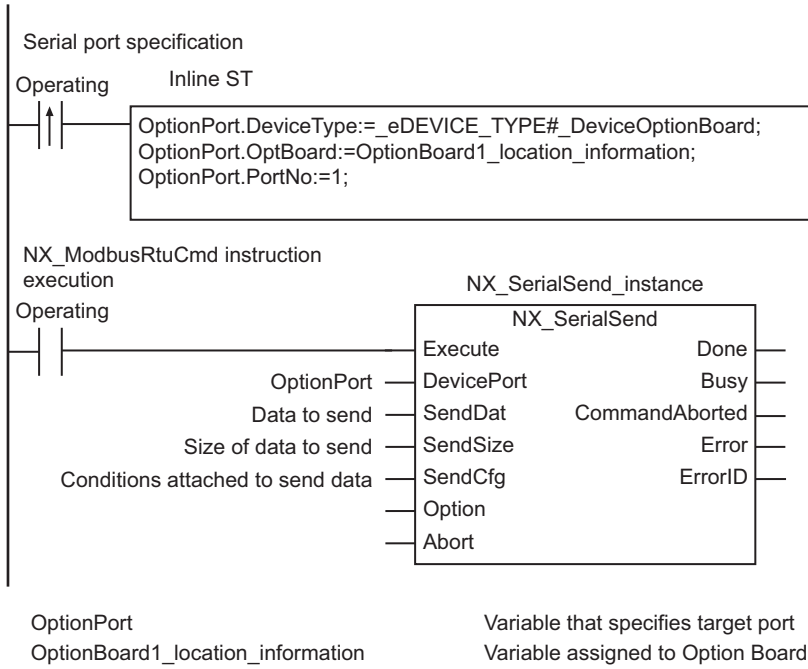 Serial port specification
Operating
Inline ST
OptionPort.DeviceType:=_eDEVICE_TYPE#_DeviceOptionBoard;
OptionPort.OptBoard:=OptionBoard1_location_information;
OptionPort.PortNo:=1;
NX_ModbusRtuCmd instruction
execution
Operating
NX_SerialSend_instance
NX_SerialSend
Execute Done
OptionPort DevicePort Busy
Data to send SendDat CommandAborted
Size of data to send SendSize Error
Conditions attached to send data SendCfg ErrorID
Option
Abort
OptionPort Variable that specifies target port
OptionBoard1_location_information Variable assigned to Option Board